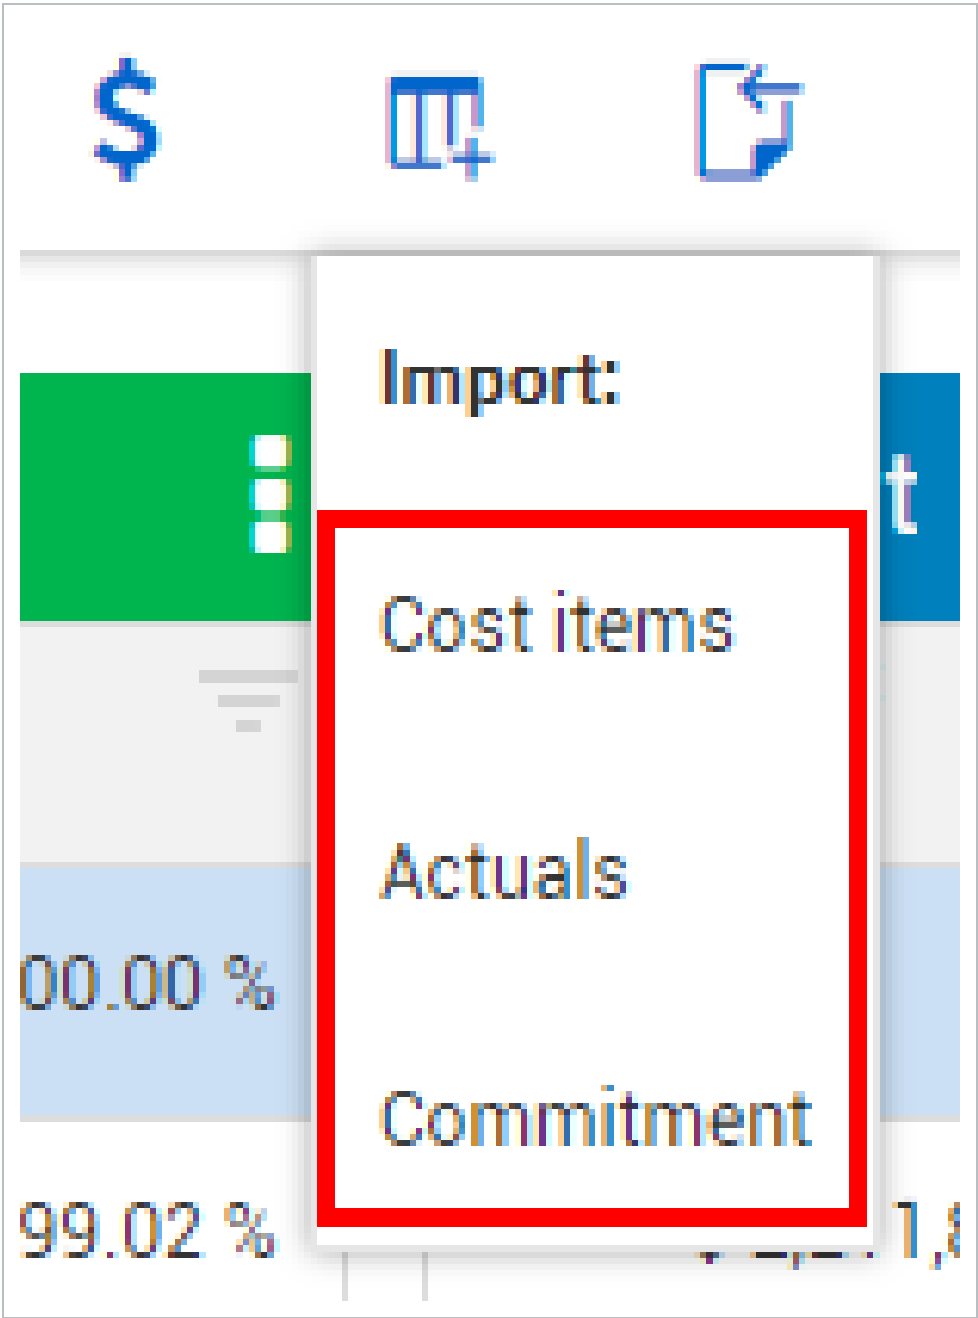 $
Import:
t
Cost items
Actuals
00.00 %
Commitment
99.02 %